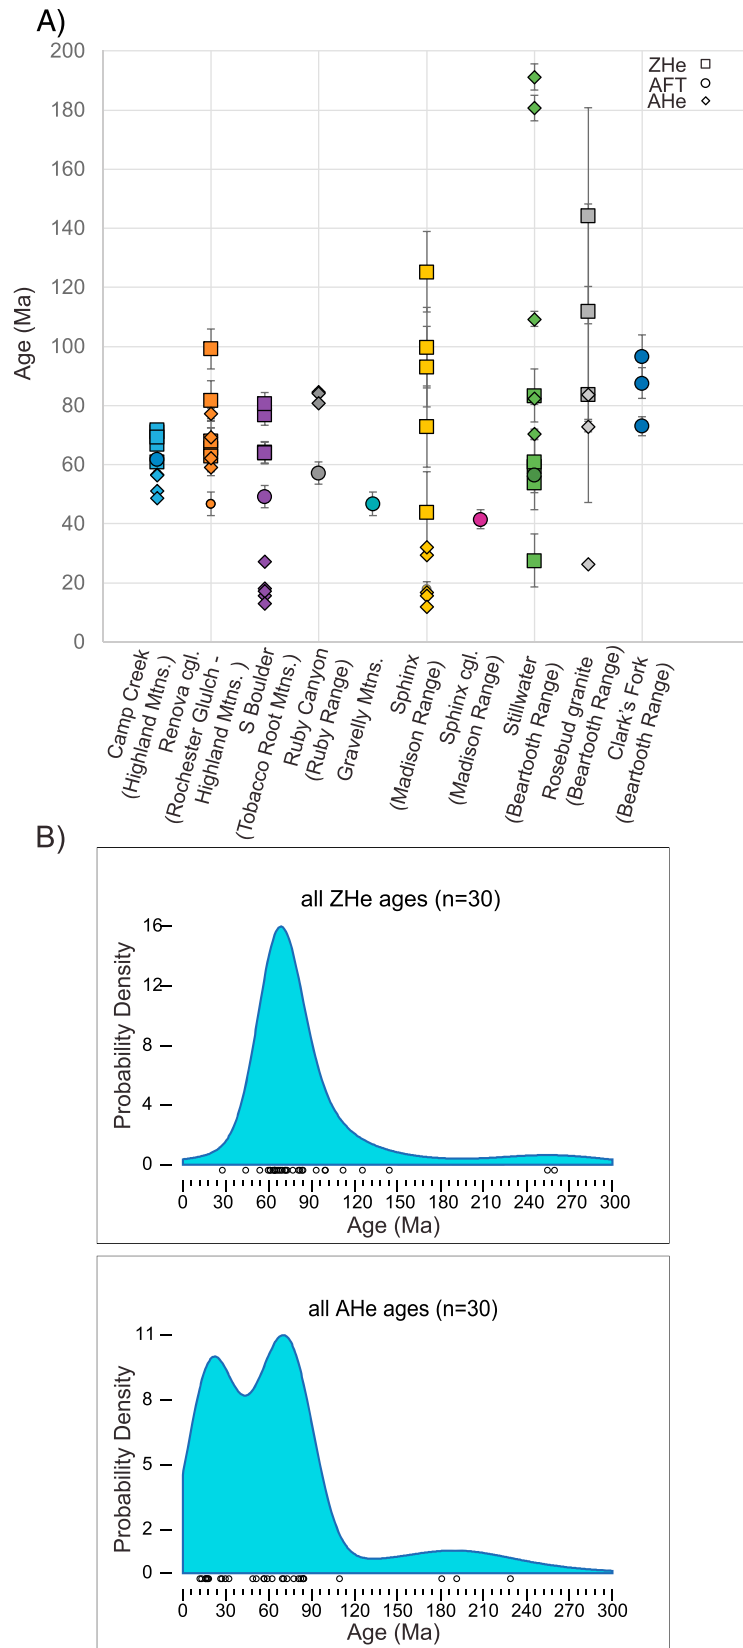 A)
200
180
160
140
120
100
80
60
40
20
0
Age (Ma)
ZHe
AFT
AHe
Camp Creek
(Highland Mtns.)
Renova cgl.
(Rochester Glulch -
Highland Mtns. )
S Boulder
(Tobacco Root Mtns.)
Ruby Canyon
(Ruby Range)
Gravelly Mtns.
Sphinx
(Madison Range)
Sphinx cgl.
(Madison Range)
Stillwater
(Beartooth Range)
Rosebud granite
(Beartooth Range)
Clark's Fork
(Beartooth Range)
B)
all ZHe ages (n=30)
Probability Density
16
12
8
4
0
0 30 60 90 120 150 180 210 240 270 300
Age (Ma)
all AHe ages (n=30)
Probability Density
11
8
5
2
0
0 30 60 90 120 150 180 210 240 270 300
Age (Ma)